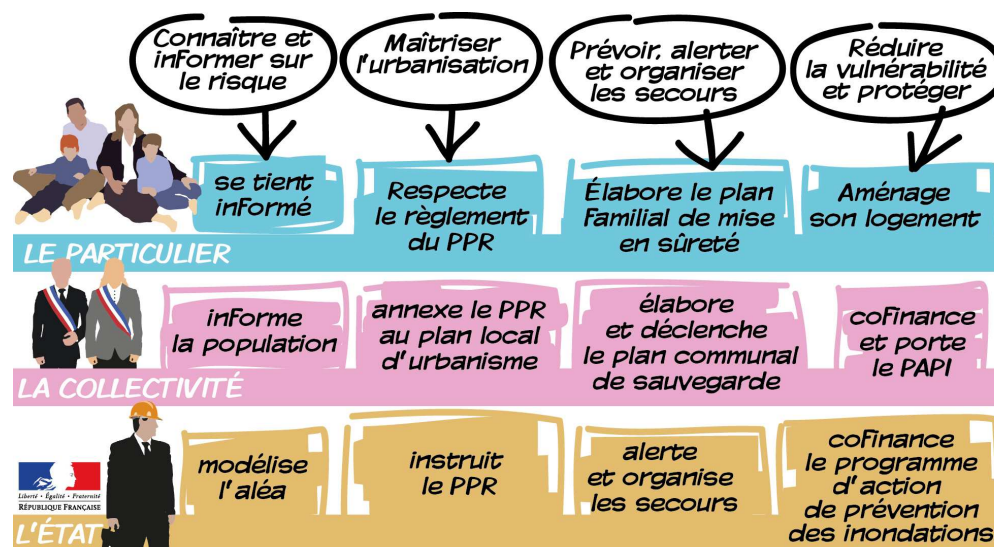 Connaître et
informer sur
le risque
Maîtriser
l'urbanisation
Prévoir, alerter
et organiser
les secours
Réduire
la vulnérabilité
et protéger
se tient
informé
Respecte
le règlement
du PPR
Élabore le plan
Familial de mise
en sûreté
Aménage
son logement
LE PARTICULIER
informe
la population
annexe le PPR
au plan local
d'urbanisme
élabore
et déclenche
le plan communal
de sauvegarde
cofinance
et porte
le PAPI
LA COLLECTIVITÉ
modélise
l'aléa
instruit
le PPR
alerte
et organise
les secours
cofinance
le programme
d'action
de prévention
des inondations
Liberté • Égalité • Fraternité
RÉPUBLIQUE FRANÇAISE
L'ÉTAT